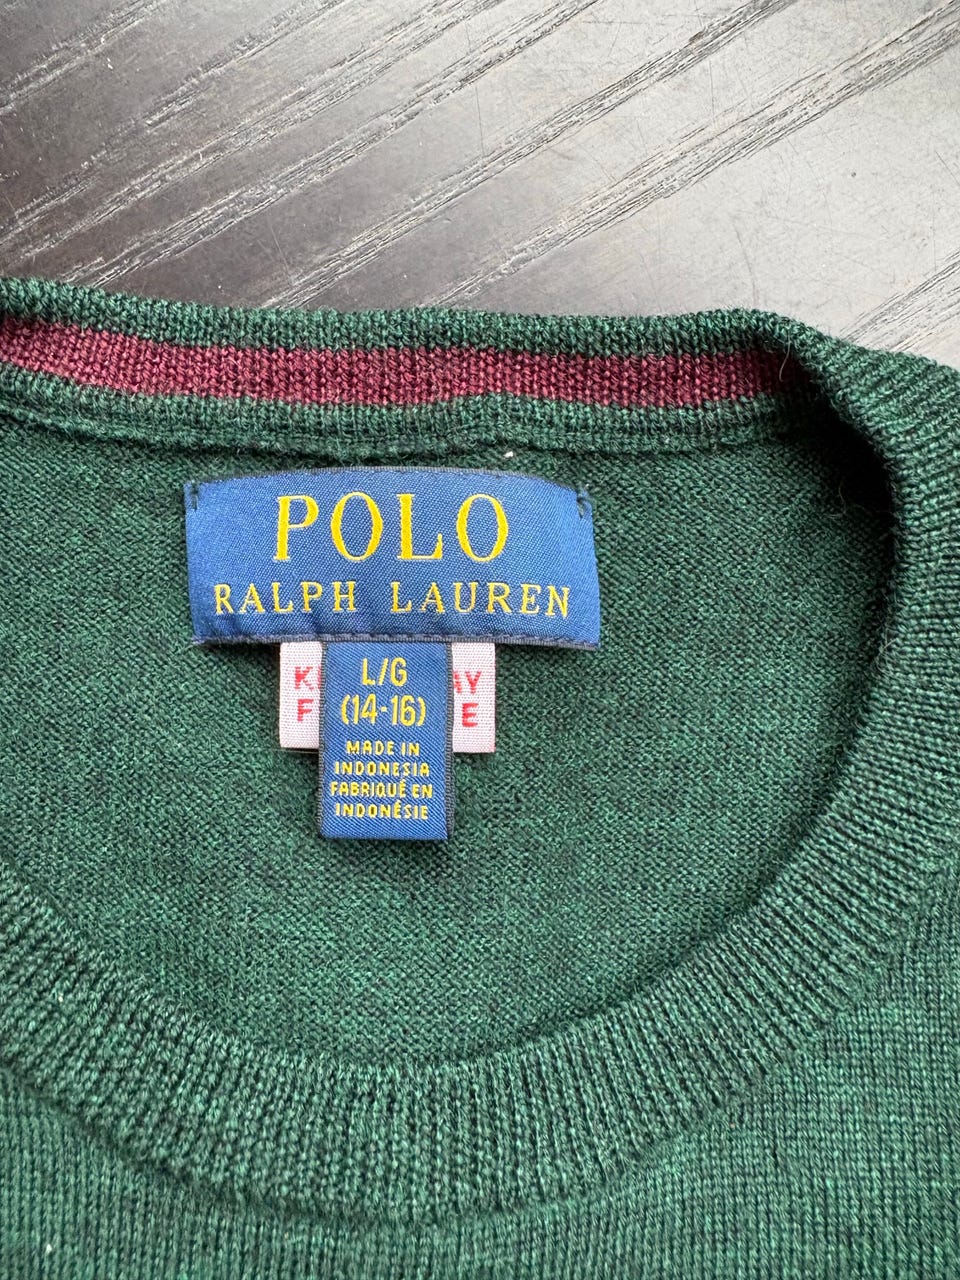 POLO
RALPH LAUREN
L/G
(14-16)
MADE IN
INDONESIA
FABRIQUÉ EN
INDONÉSIE